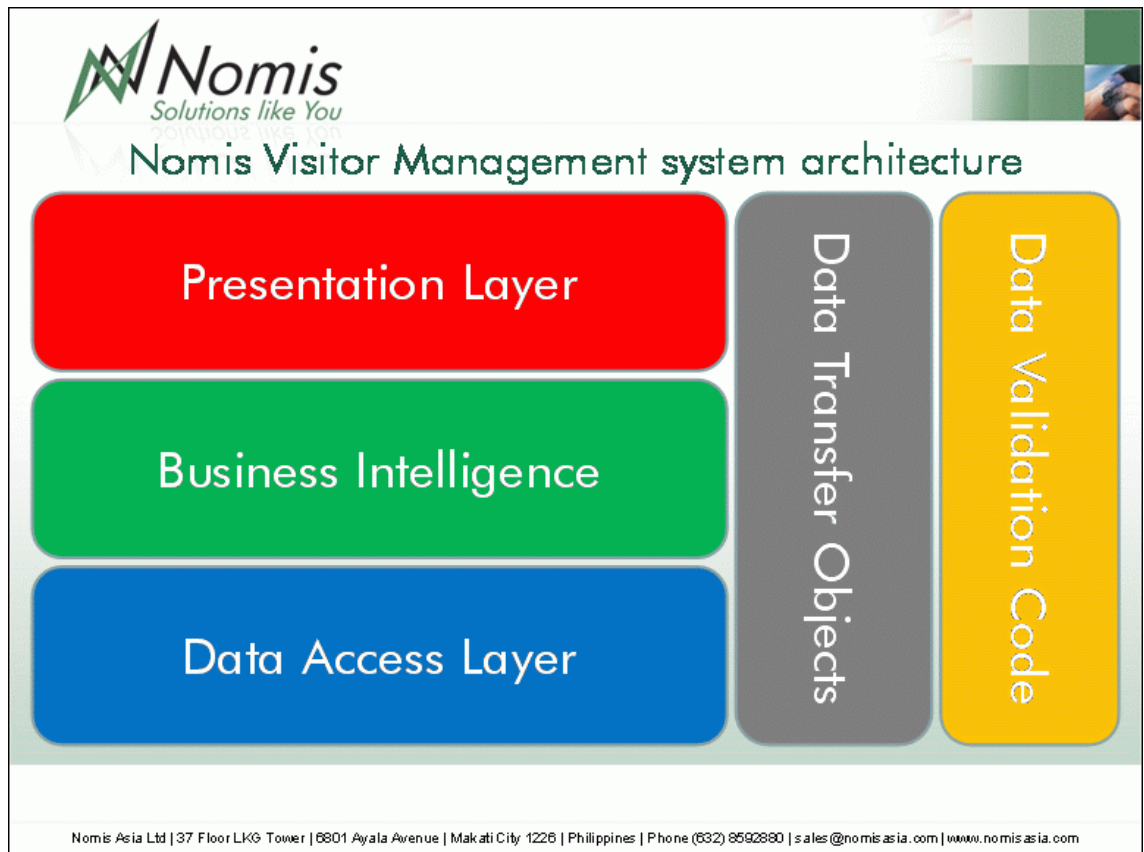 Nomis
Solutions like You
Nomis Visitor Management system architecture
Presentation Layer
Business Intelligence
Data Access Layer
Data Transfer Objects
Data Validation Code
Nomis Asia Ltd | 37 Floor LKG Tower | 6801 Ayala Avenue | Makati City 1226 | Philippines | Phone (632) 8592880 | sales@nomisasia.com | www.nomisasia.com